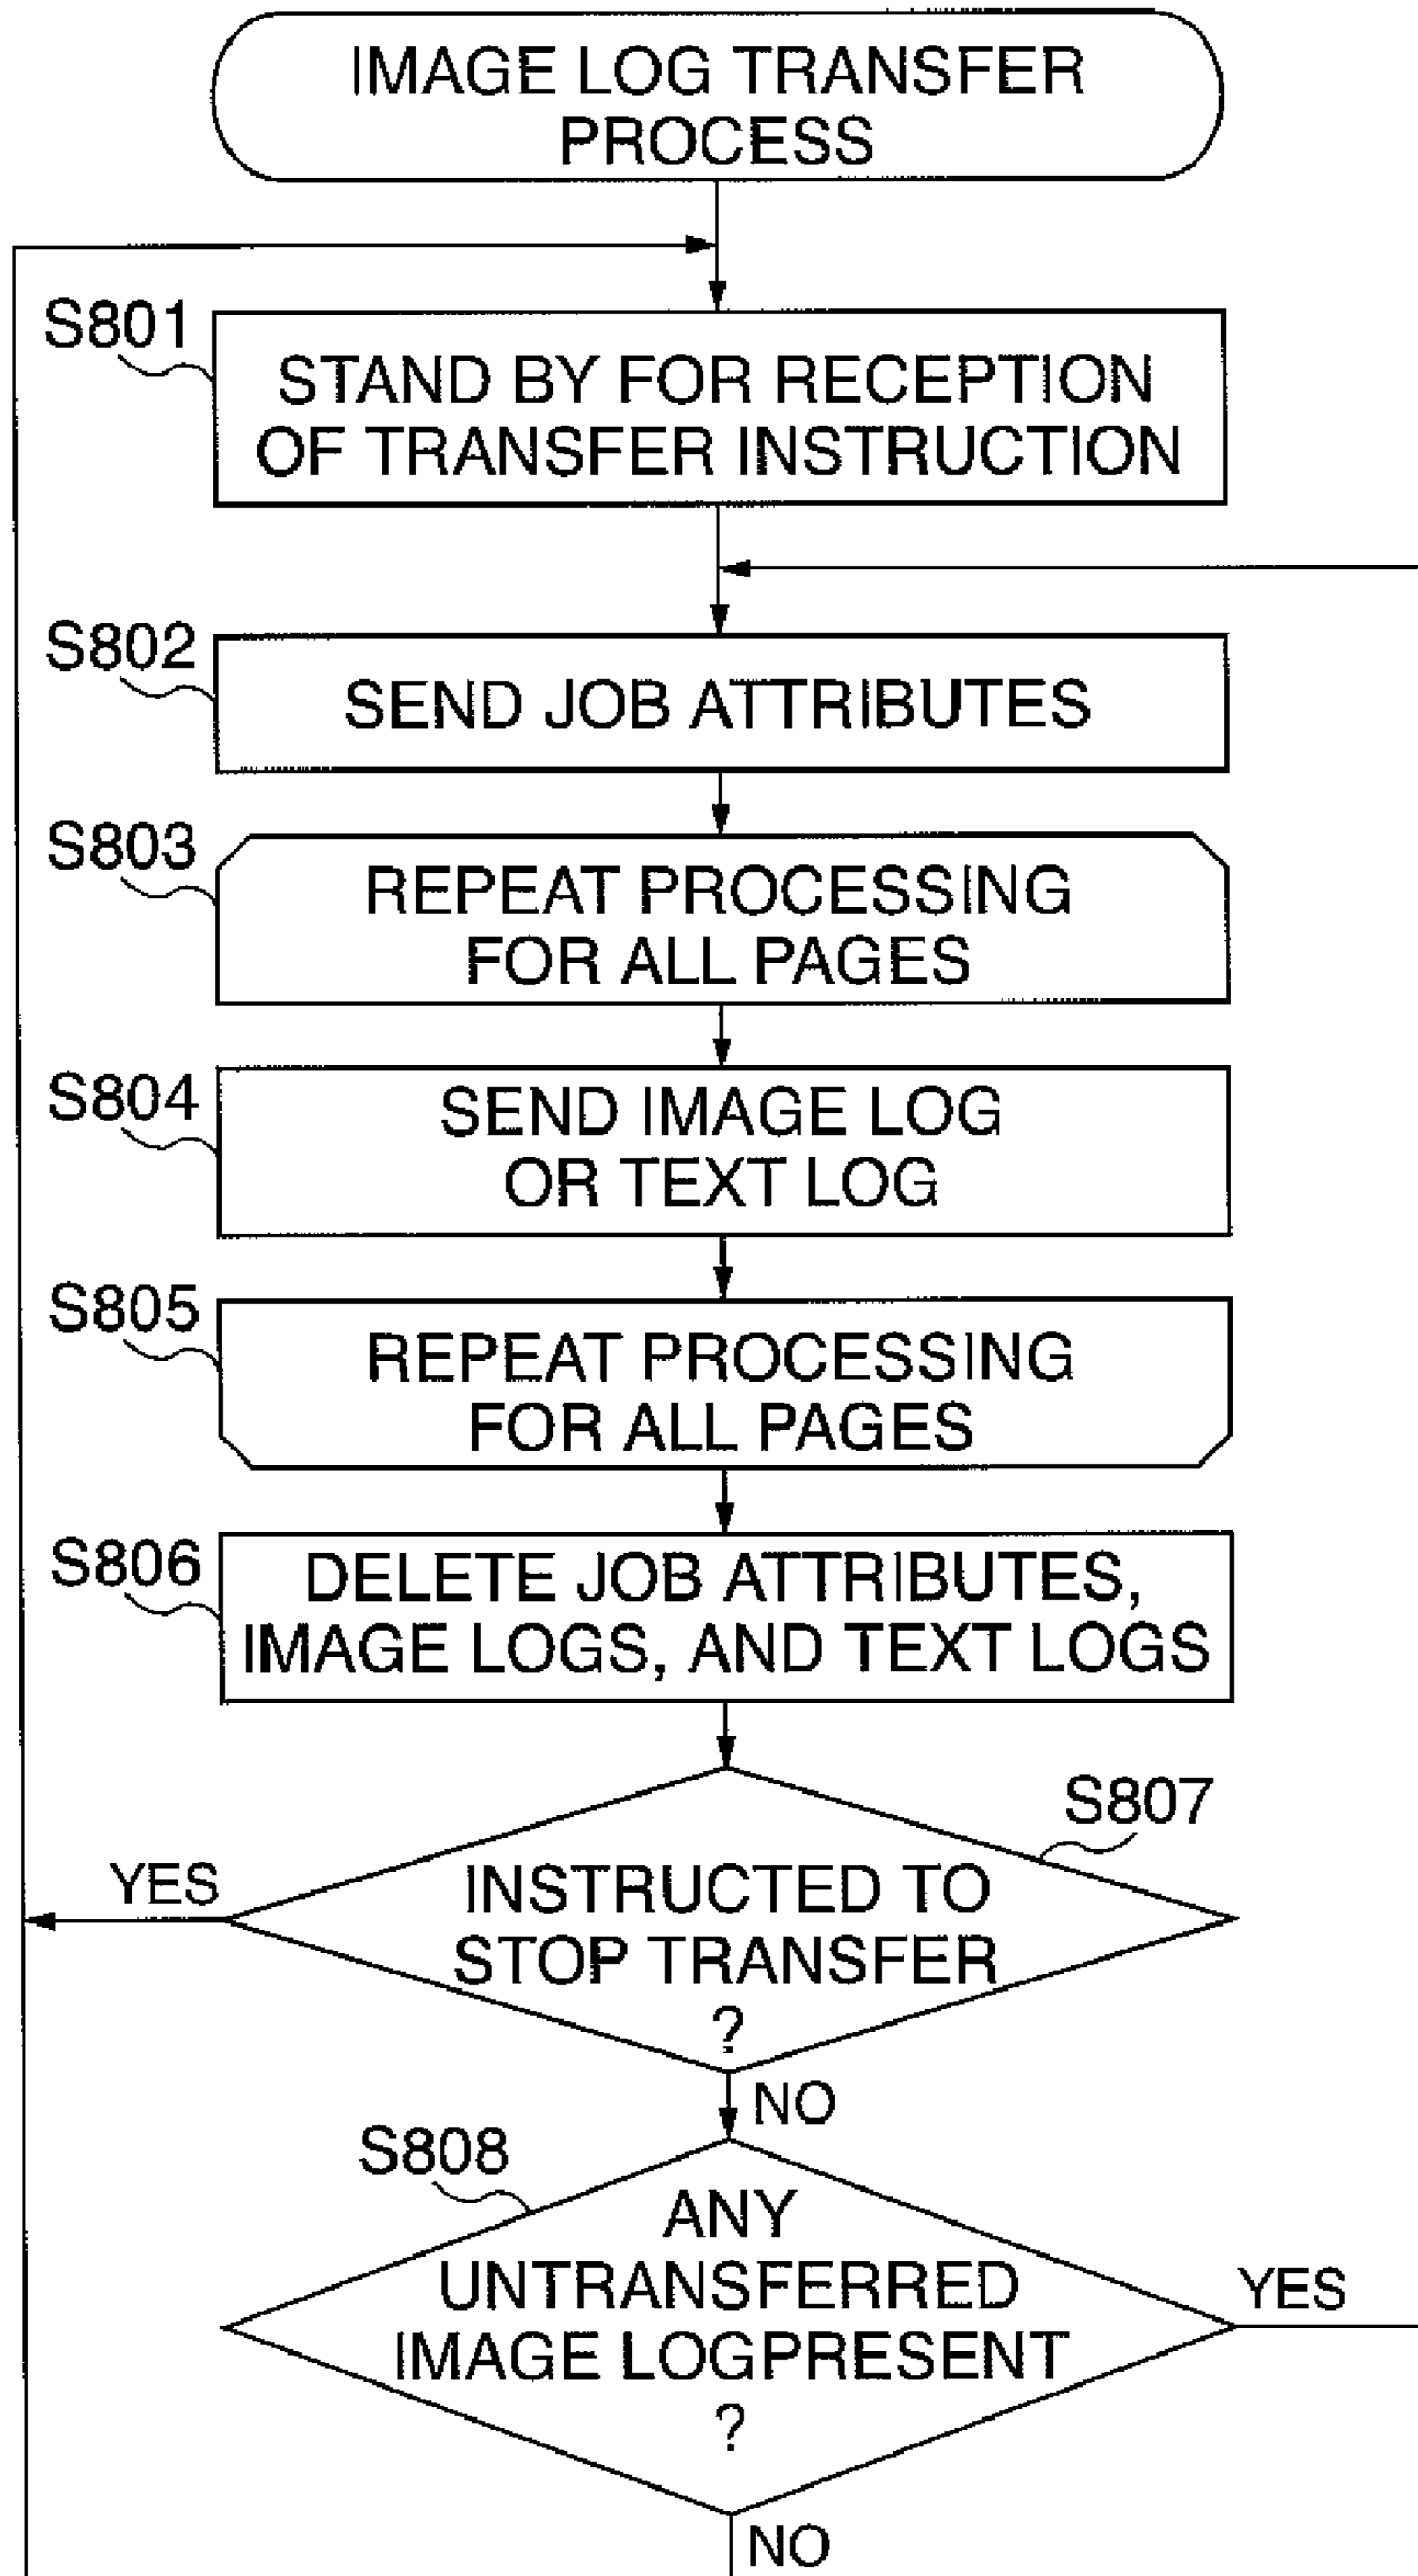 IMAGE LOG TRANSFER
PROCESS
S801
STAND BY FOR RECEPTION
OF TRANSFER INSTRUCTION
S802
SEND JOB ATTRIBUTES
S803
REPEAT PROCESSING
FOR ALL PAGES
S804
SEND IMAGE LOG
OR TEXT LOG
S805
REPEAT PROCESSING
FOR ALL PAGES
S806
DELETE JOB ATTRIBUTES,
IMAGE LOGS, AND TEXT LOGS
S807
YES
INSTRUCTED TO
STOP TRANSFER
?
NO
S808
ANY
UNTRANSFERRED
IMAGE LOGPRESENT
?
YES
NO